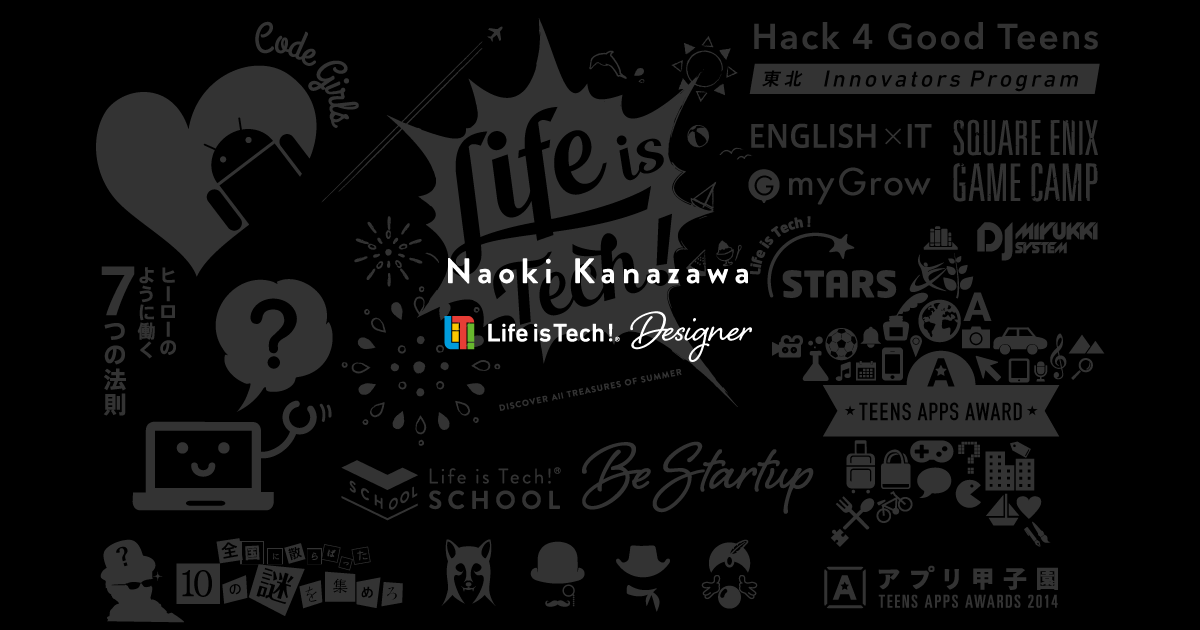 Code Girls
Hack 4 Good Teens
東北 Innovators Program
ENGLISH×IT
SQUARE ENIX
GAME CAMP
G myGrow
Life is
Tech!
DISCOVER All TREASURES OF SUMMER
Life is Tech!
STARS
DJ MIYUKKI
SYSTEM
Naoki Kanazawa
Life is Tech!® Designer
ヒーローの
ように働く
7つの法則
?
A
A
★TEENS APPS AWARD★
SCHOOL
Life is Tech!®
SCHOOL
Be Startup
?
?
全国に散らばった
10の謎を集めろ
A
アプリ甲子園
TEENS APPS AWARDS 2014